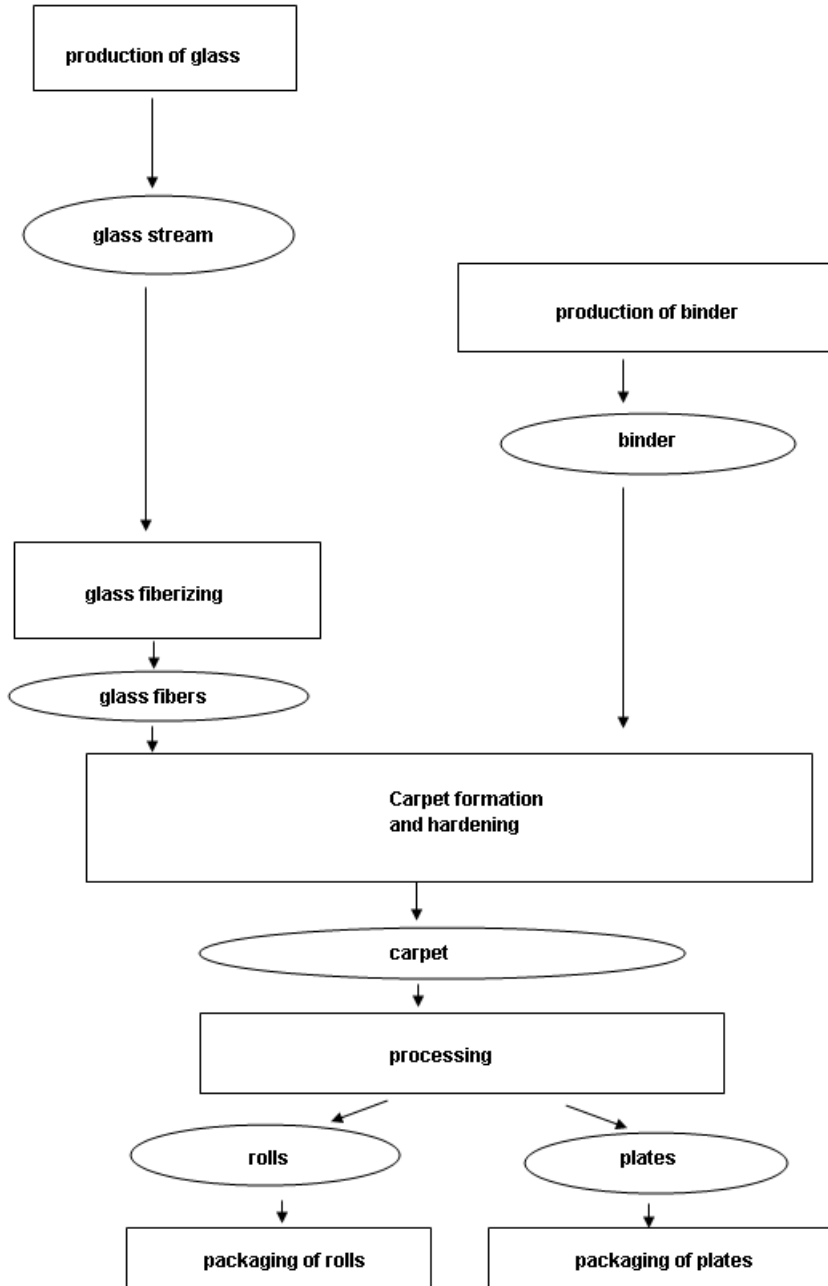 production of glass
glass stream
production of binder
binder
glass fiberizing
glass fibers
Carpet formation
and hardening
carpet
processing
rolls
plates
packaging of rolls
packaging of plates